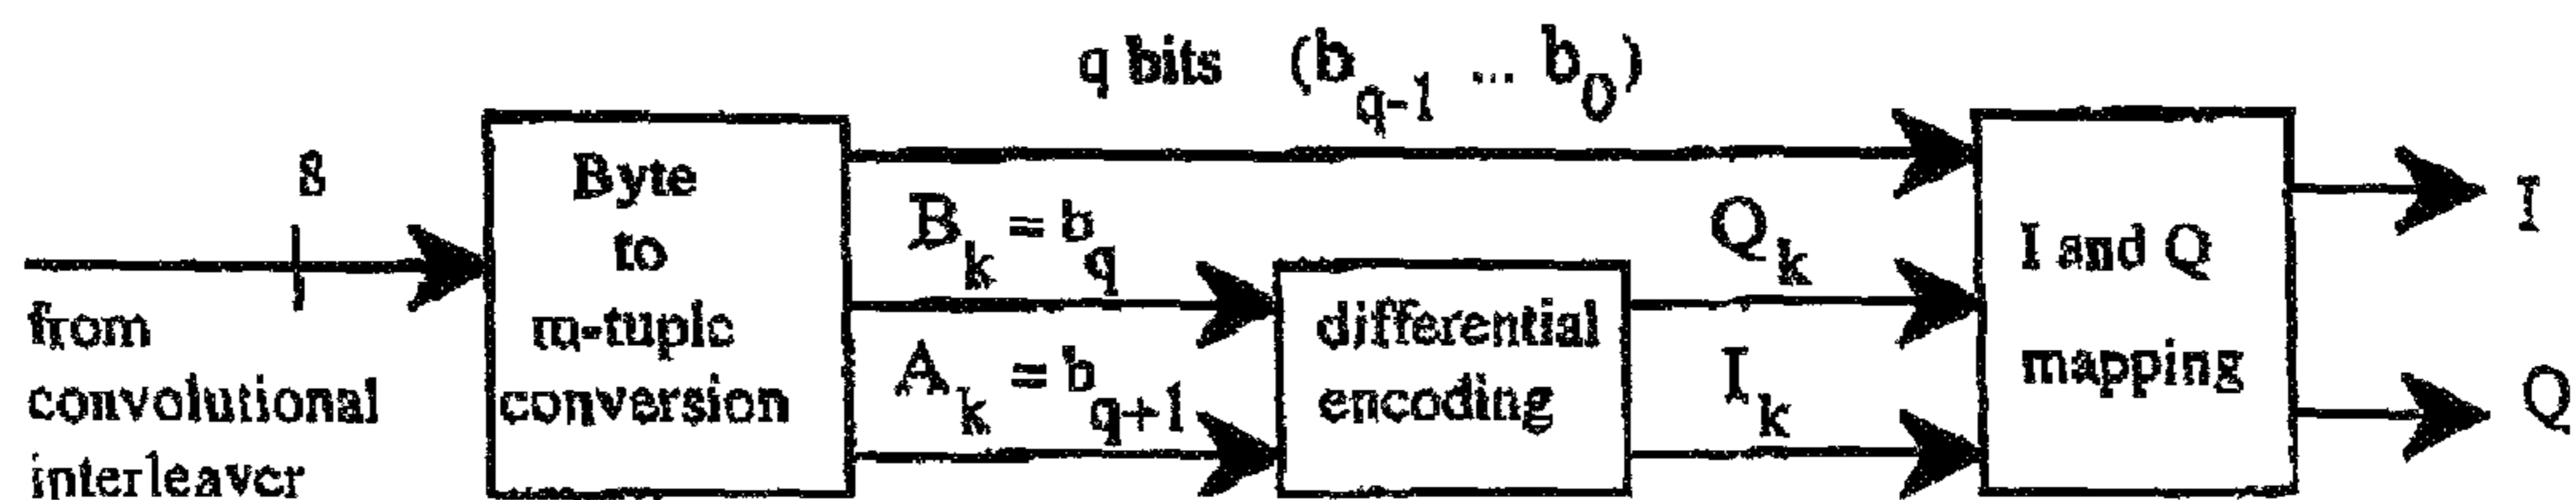 q bits (b_{q-1} ... b_0)
8
Byte
to
m-tuple
conversion
B_k = b_q
A_k = b_{q+1}
differential
encoding
Q_k
I_k
I and Q
mapping
I
Q
from
convolutional
interleaver